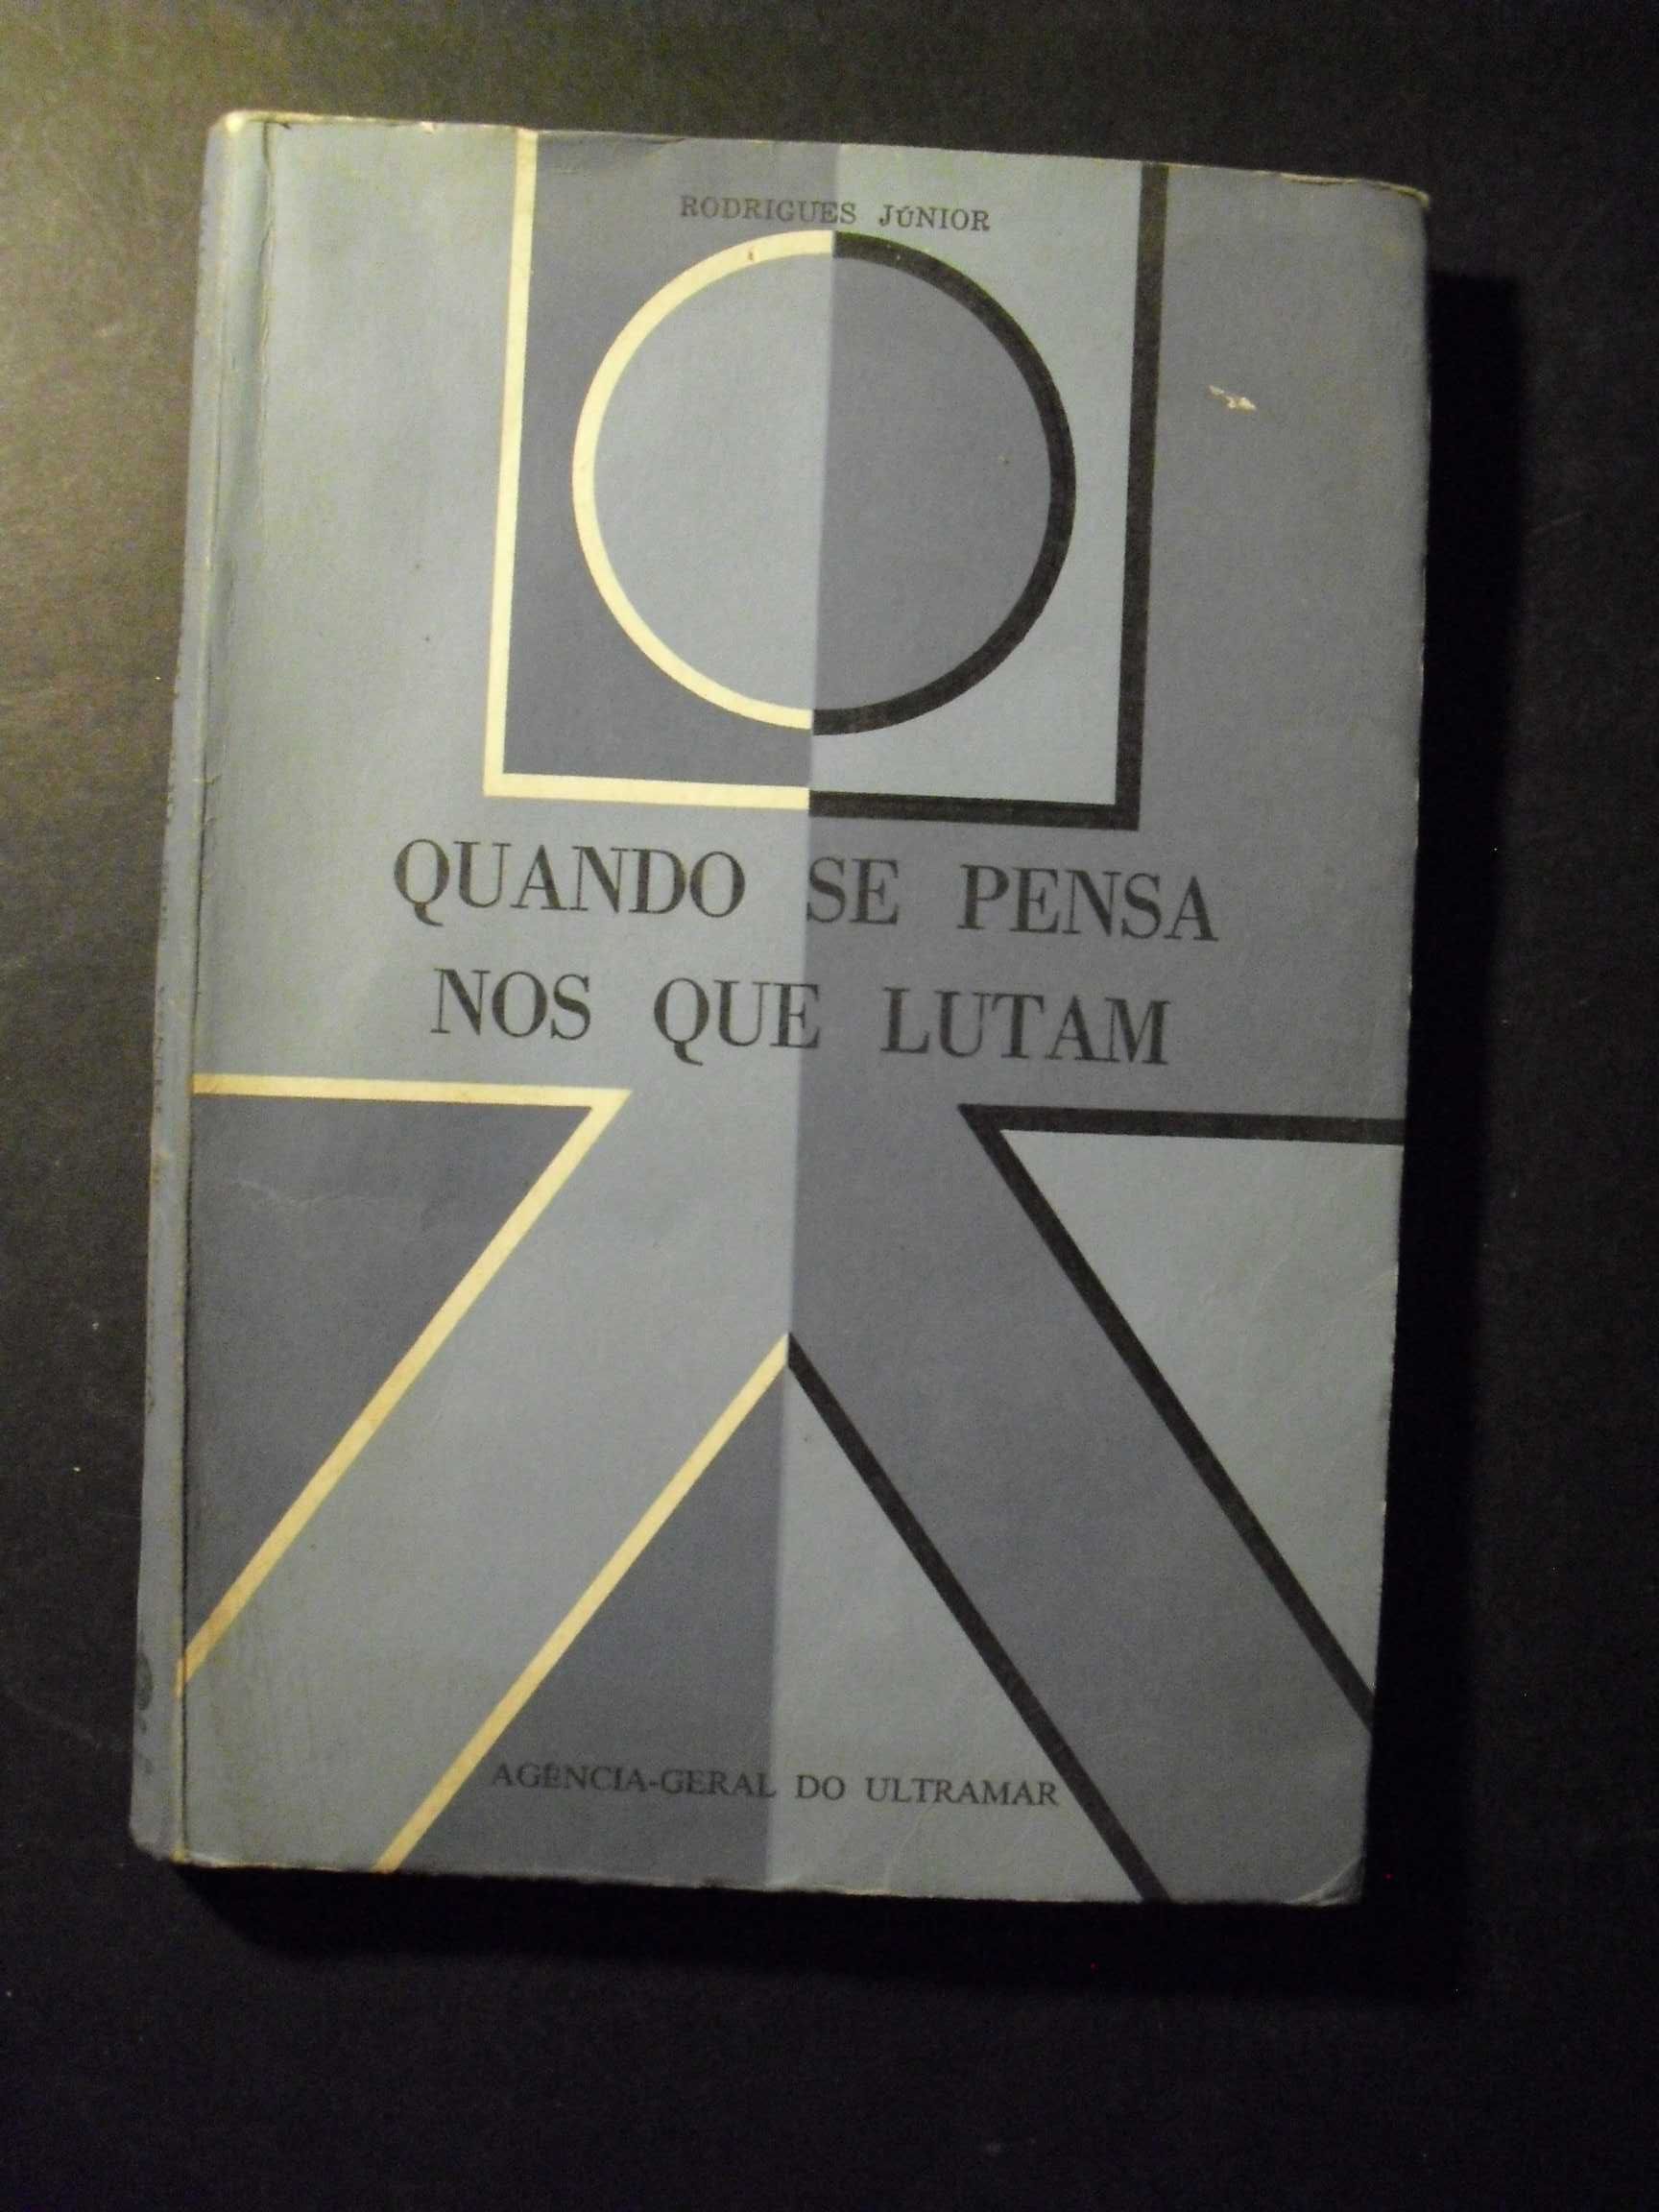 RODRIGUES JÚNIOR
QUANDO SE PENSA
NOS QUE LUTAM
AGÊNCIA-GERAL DO ULTRAMAR